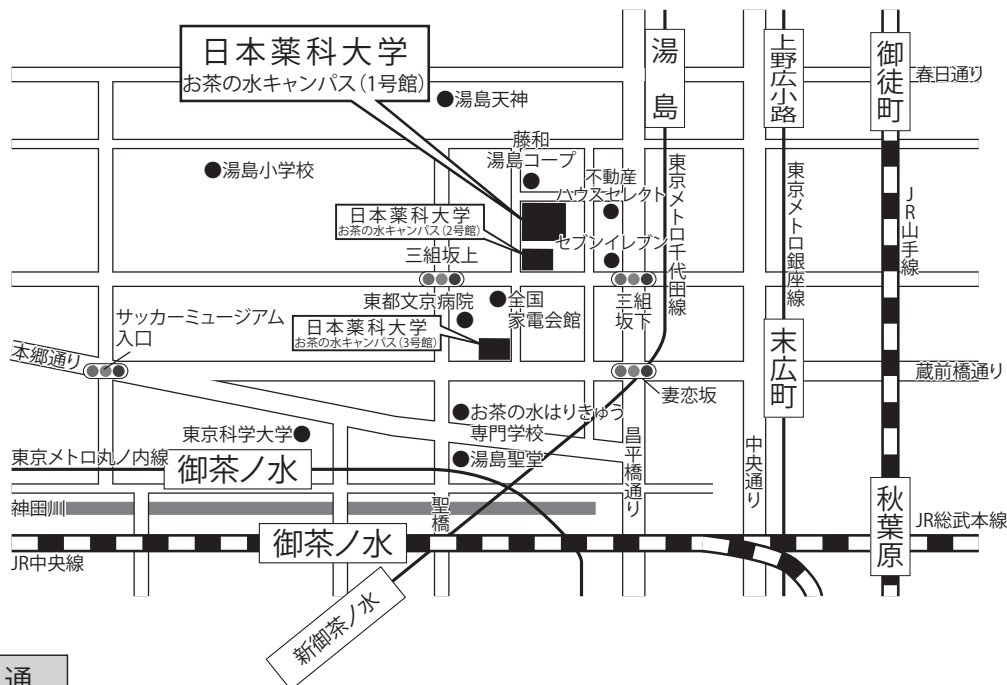 日本薬科大学
お茶の水キャンパス(1号館)
湯島
上野広小路
御徒町
春日通り
湯島天神
藤和
湯島コープ
湯島小学校
不動産
ハウスセレクト
東京メトロ千代田線
東京メトロ銀座線
JR山手線
日本薬科大学
お茶の水キャンパス(2号館)
セブンイレブン
三組坂上
東都文京病院
全国
家電会館
三組
坂下
サッカーミュージアム
入口
日本薬科大学
お茶の水キャンパス(3号館)
末広町
本郷通り
蔵前橋通り
妻恋坂
お茶の水はりきゅう
専門学校
東京科学大学
湯島聖堂
昌平橋通り
中央通り
東京メトロ丸ノ内線
御茶ノ水
秋葉原
神田川
聖橋
JR総武本線
御茶ノ水
JR中央線
新御茶ノ水
通